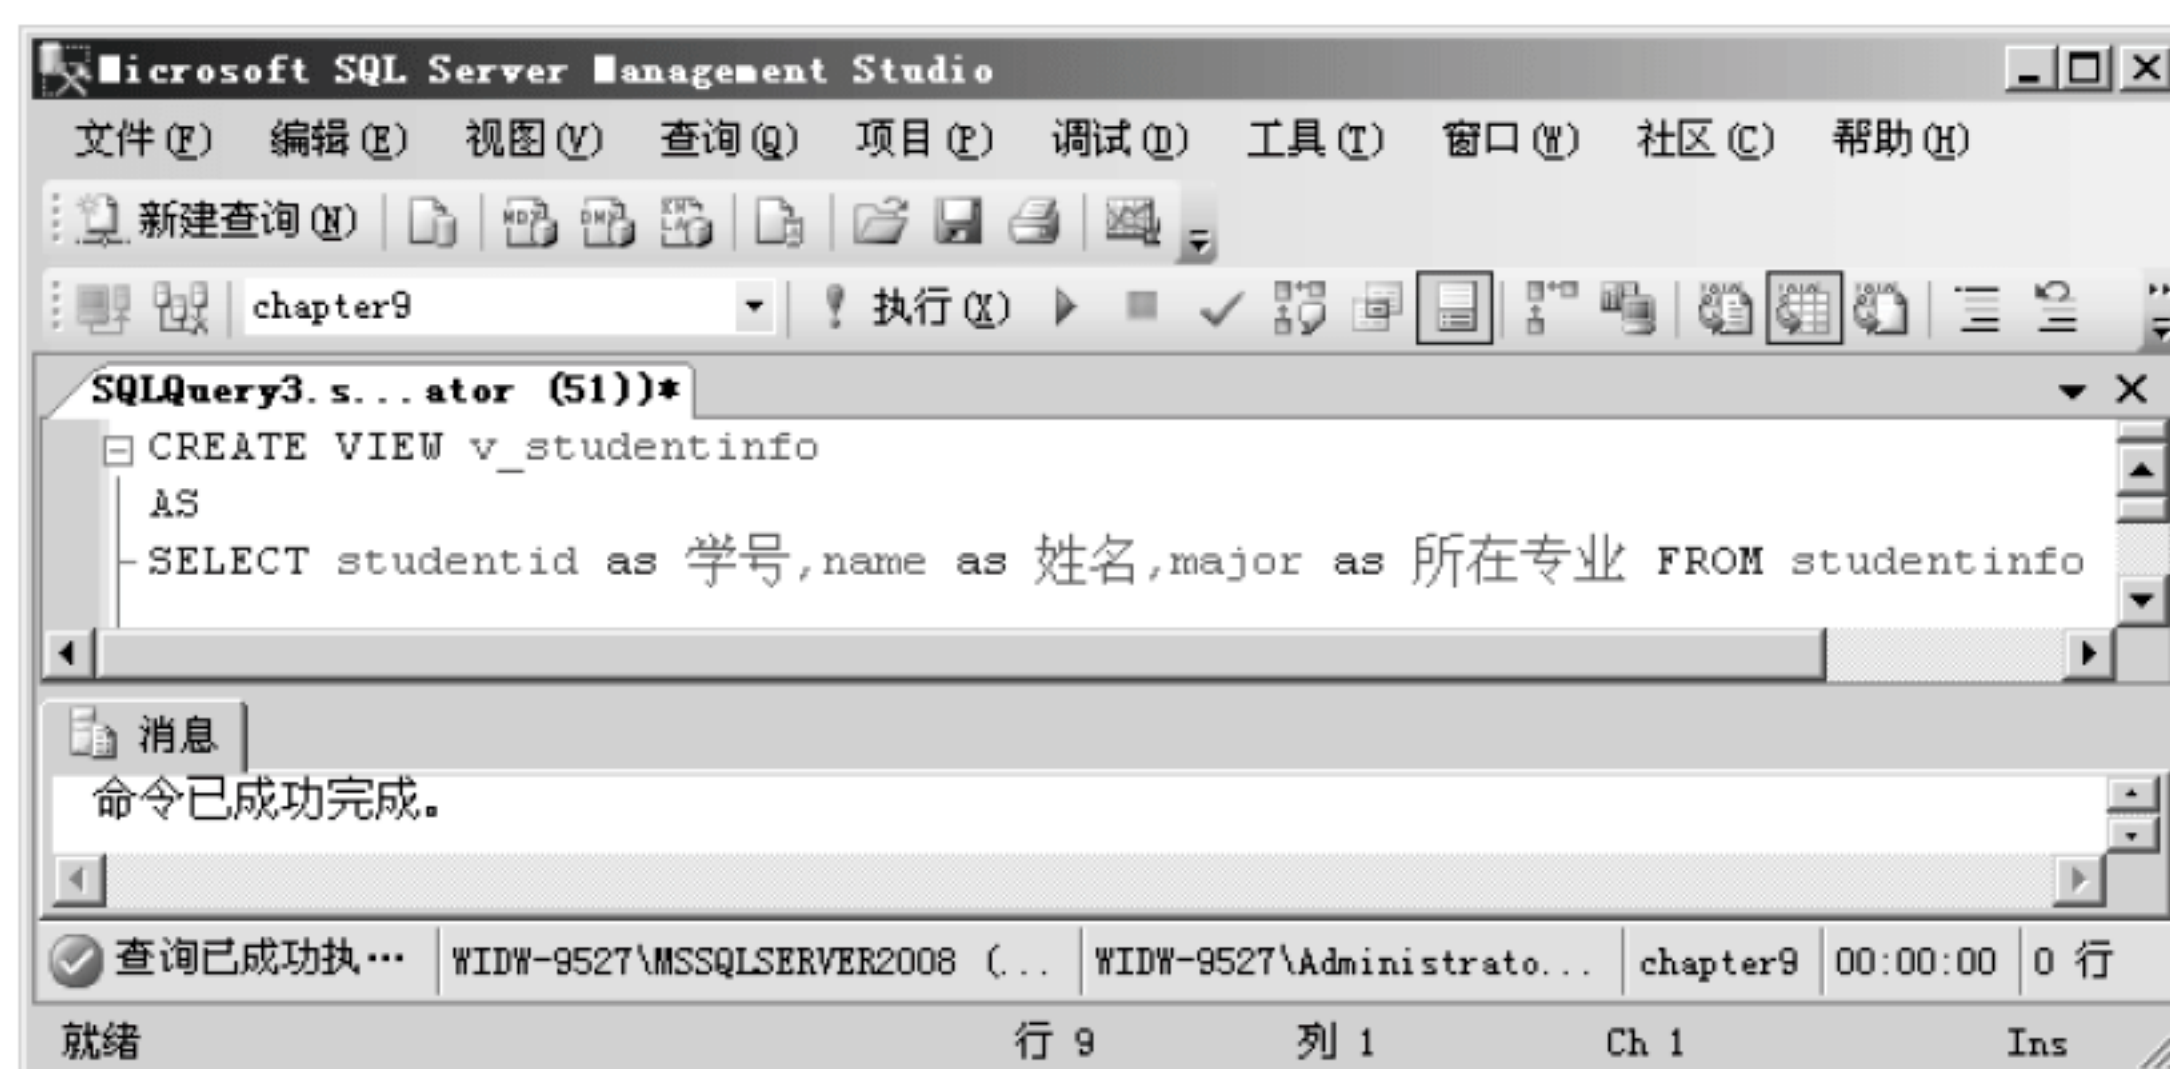 Microsoft SQL Server Management Studio
文件(F) 编辑(E) 视图(V) 查询(Q) 项目(P) 调试(D) 工具(T) 窗口(W) 社区(C) 帮助(H)
新建查询(N) MDX DMX XMLA
chapter9 执行(X)
SQLQuery3.s...ator (51))*
CREATE VIEW v_studentinfo
AS
SELECT studentid as 学号,name as 姓名,major as 所在专业 FROM studentinfo
消息
命令已成功完成。
查询已成功执… WIDW-9527\MSSQLSERVER2008 (... WIDW-9527\Administrato... chapter9 00:00:00 0 行
就绪 行 9 列 1 Ch 1 Ins